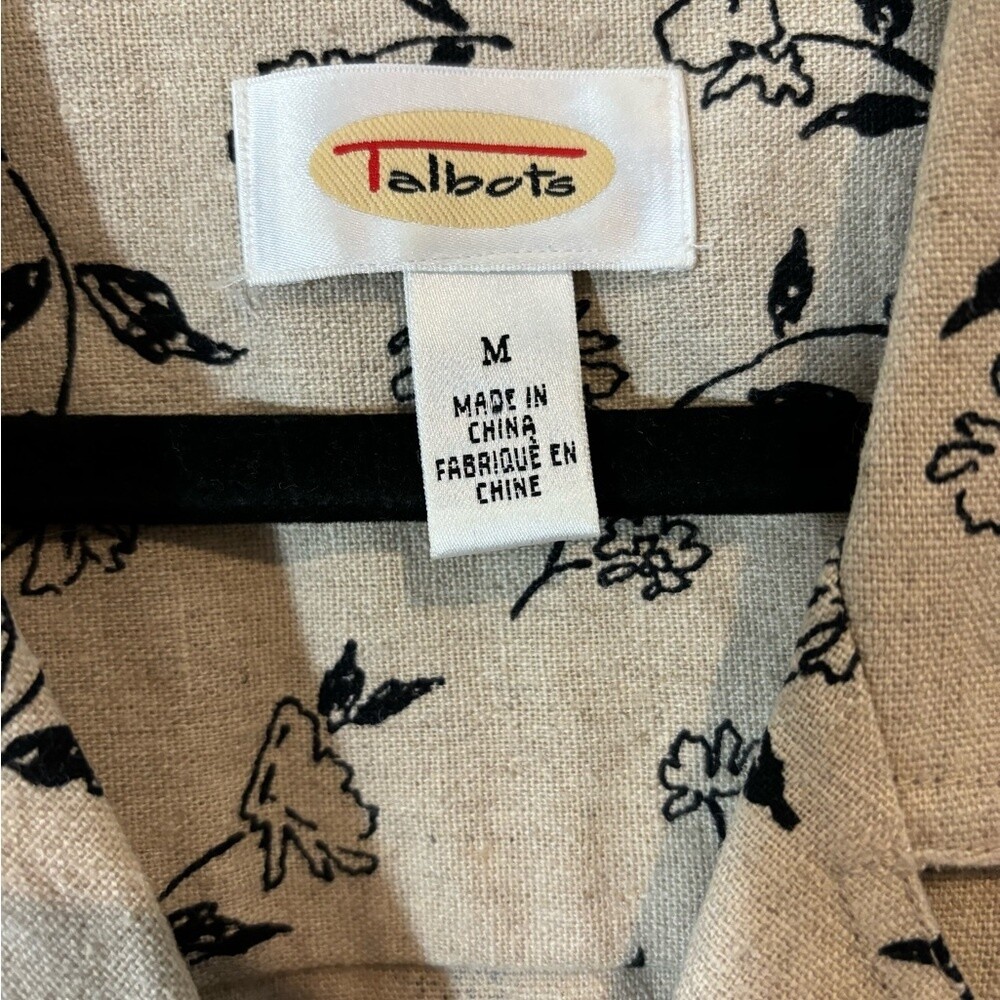 Talbots
M
MADE IN
CHINA
FABRIQUÉ EN
CHINE